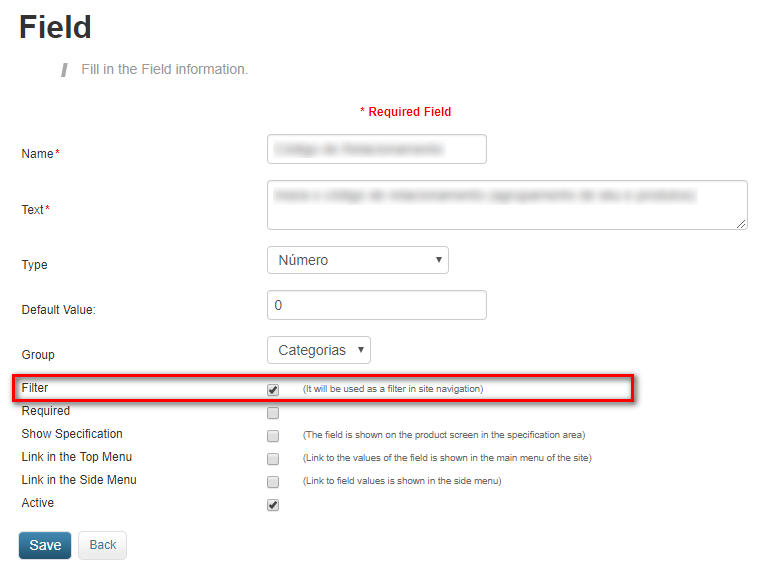 Field
Fill in the Field information.
* Required Field
Name*
Text*
Type Número
Default Value: 0
Group Categorias
Filter (It will be used as a filter in site navigation)
Required
Show Specification (The field is shown on the product screen in the specification area)
Link in the Top Menu (Link to the values of the field is shown in the main menu of the site)
Link in the Side Menu (Link to field values is shown in the side menu)
Active
Save Back